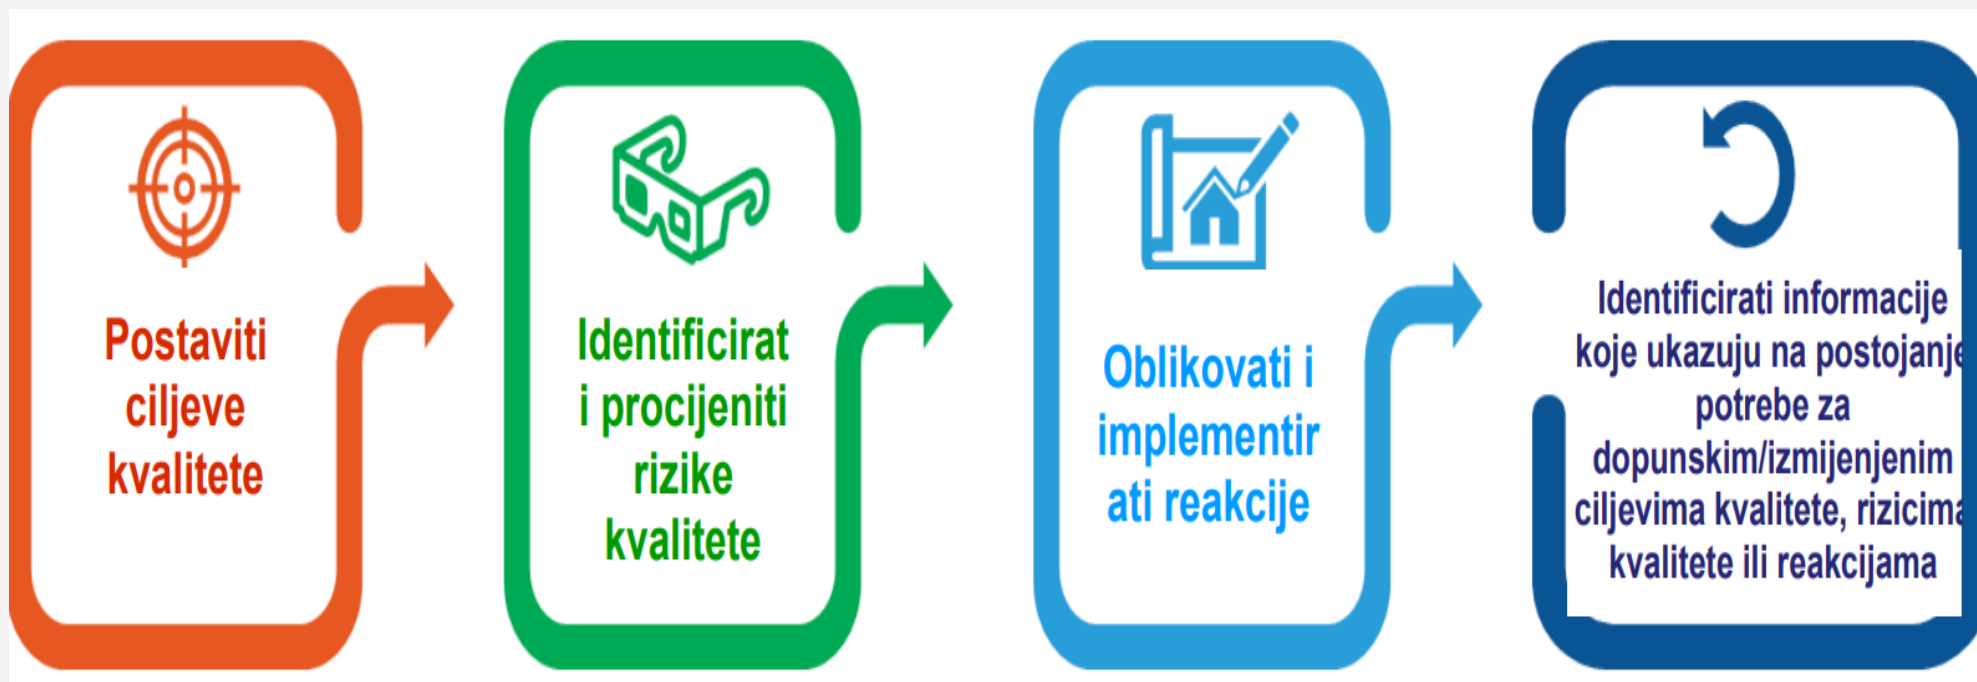 Postaviti
ciljeve
kvalitete
Identificirat
i procijeniti
rizike
kvalitete
Oblikovati i
implementir
ati reakcije
Identificirati informacije
koje ukazuju na postojanje
potrebe za
dopunskim/izmijenjenim
ciljevima kvalitete, rizicima
kvalitete ili reakcijama